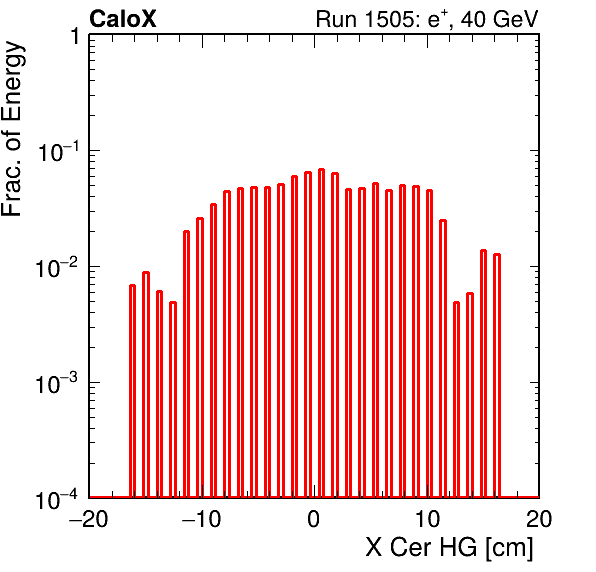 CaloX Run 1505: e⁺, 40 GeV
Frac. of Energy
1
10⁻¹
10⁻²
10⁻³
10⁻⁴
−20 −10 0 10 20
X Cer HG [cm]